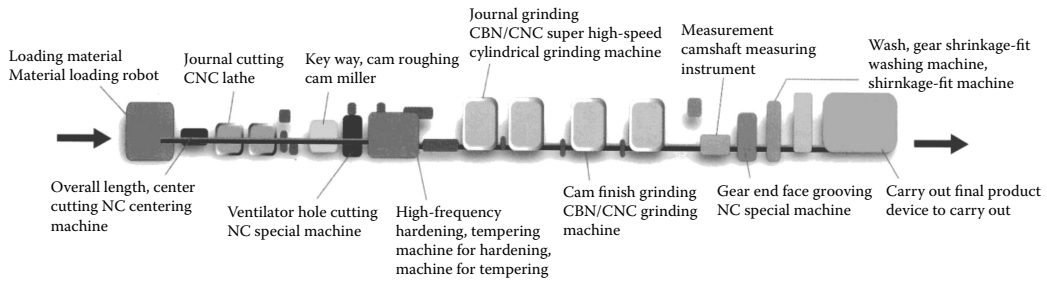 Loading material
Material loading robot
Journal cutting
CNC lathe
Key way, cam roughing
cam miller
Journal grinding
CBN/CNC super high-speed
cylindrical grinding machine
Measurement
camshaft measuring
instrument
Wash, gear shrinkage-fit
washing machine,
shirnkage-fit machine
Overall length, center
cutting NC centering
machine
Ventilator hole cutting
NC special machine
High-frequency
hardening, tempering
machine for hardening,
machine for tempering
Cam finish grinding
CBN/CNC grinding
machine
Gear end face grooving
NC special machine
Carry out final product
device to carry out